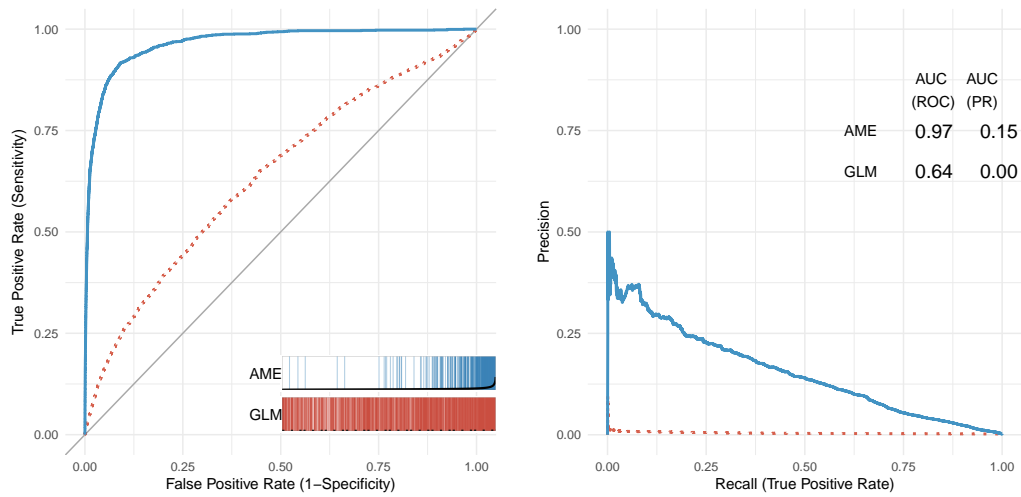 1.00
0.75
0.50
0.25
0.00
True Positive Rate (Sensitivity)
AME
GLM
0.00 0.25 0.50 0.75 1.00
False Positive Rate (1−Specificity)
1.00
0.75
0.50
0.25
0.00
Precision
AUC AUC
(ROC) (PR)
AME 0.97 0.15
GLM 0.64 0.00
0.00 0.25 0.50 0.75 1.00
Recall (True Positive Rate)